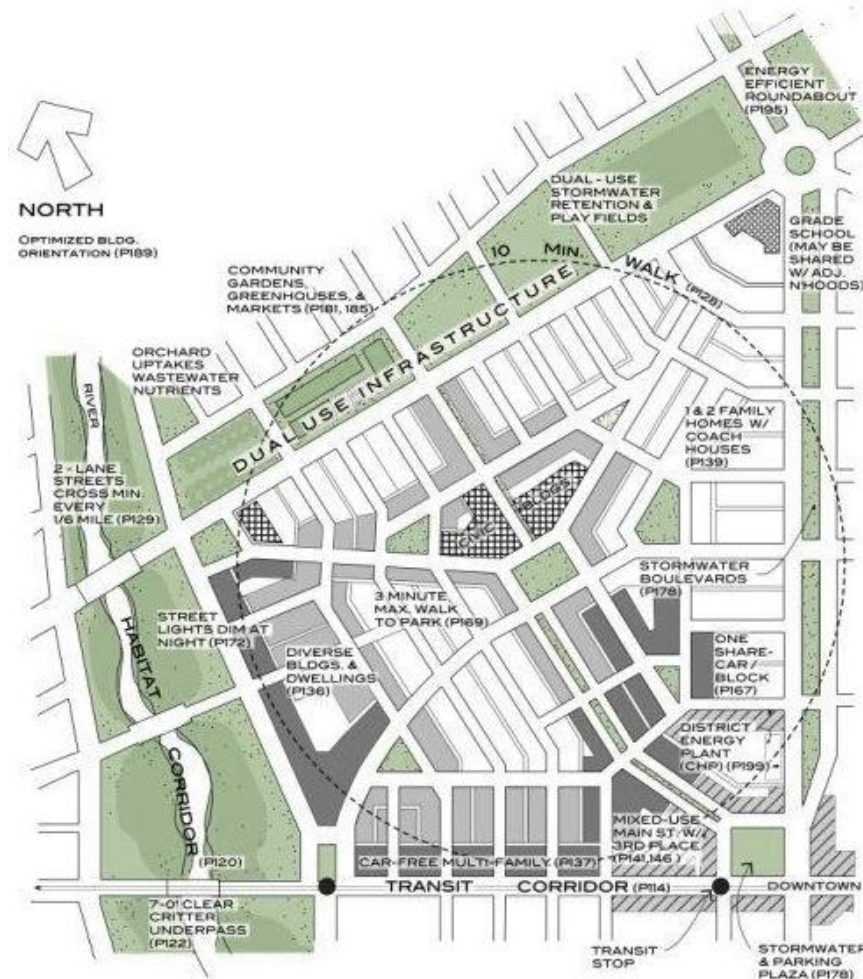 ENERGY
EFFICIENT
ROUNDABOUT
(P195)
NORTH
OPTIMIZED BLDG.
ORIENTATION (P189)
DUAL - USE
STORMWATER
RETENTION &
PLAY FIELDS
GRADE
SCHOOL
(MAY BE
SHARED
W/ ADJ.
N'HOODS)
10 MIN. WALK (P128)
COMMUNITY
GARDENS,
GREENHOUSES, &
MARKETS (P181, 185)
DUAL USE INFRASTRUCTURE
ORCHARD
UPTAKES
WASTEWATER
NUTRIENTS
RIVER
1 & 2 FAMILY
HOMES W/
COACH
HOUSES
(P139)
2 - LANE
STREETS
CROSS MIN.
EVERY
1/6 MILE (P129)
CIVIC BLDGS
STORMWATER
BOULEVARDS
(P178)
3 MINUTE
MAX. WALK
TO PARK (P169)
STREET
LIGHTS DIM AT
NIGHT (P172)
DIVERSE
BLDGS. &
DWELLINGS
(P136)
ONE
SHARE-
CAR /
BLOCK
(P167)
HABITAT CORRIDOR
(P120)
DISTRICT
ENERGY
PLANT
(CHP) (P199)
MIXED-USE
MAIN ST. W/
3RD PLACE
(P141,146)
CAR-FREE MULTI-FAMILY (P137)
TRANSIT CORRIDOR (P114)
DOWNTOWN
7-0" CLEAR
CRITTER
UNDERPASS
(P122)
TRANSIT
STOP
STORMWATER
& PARKING
PLAZA (P178)